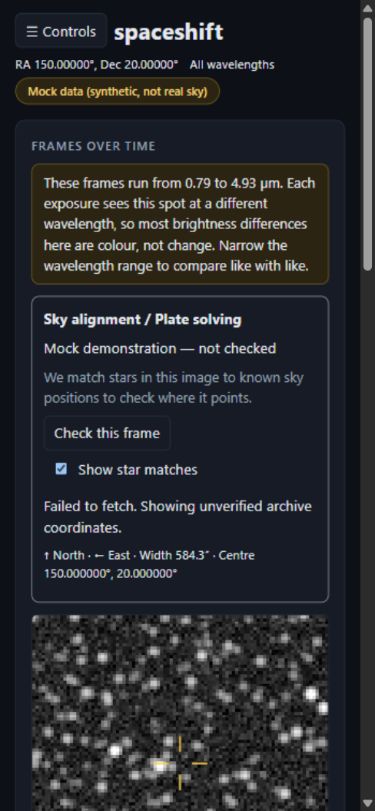 ☰ Controls spaceshift
RA 150.00000°, Dec 20.00000° All wavelengths
Mock data (synthetic, not real sky)
FRAMES OVER TIME
These frames run from 0.79 to 4.93 µm. Each
exposure sees this spot at a different
wavelength, so most brightness differences
here are colour, not change. Narrow the
wavelength range to compare like with like.
Sky alignment / Plate solving
Mock demonstration — not checked
We match stars in this image to known sky
positions to check where it points.
Check this frame
Show star matches
Failed to fetch. Showing unverified archive
coordinates.
↑ North · ← East · Width 584.3″ · Centre
150.000000°, 20.000000°